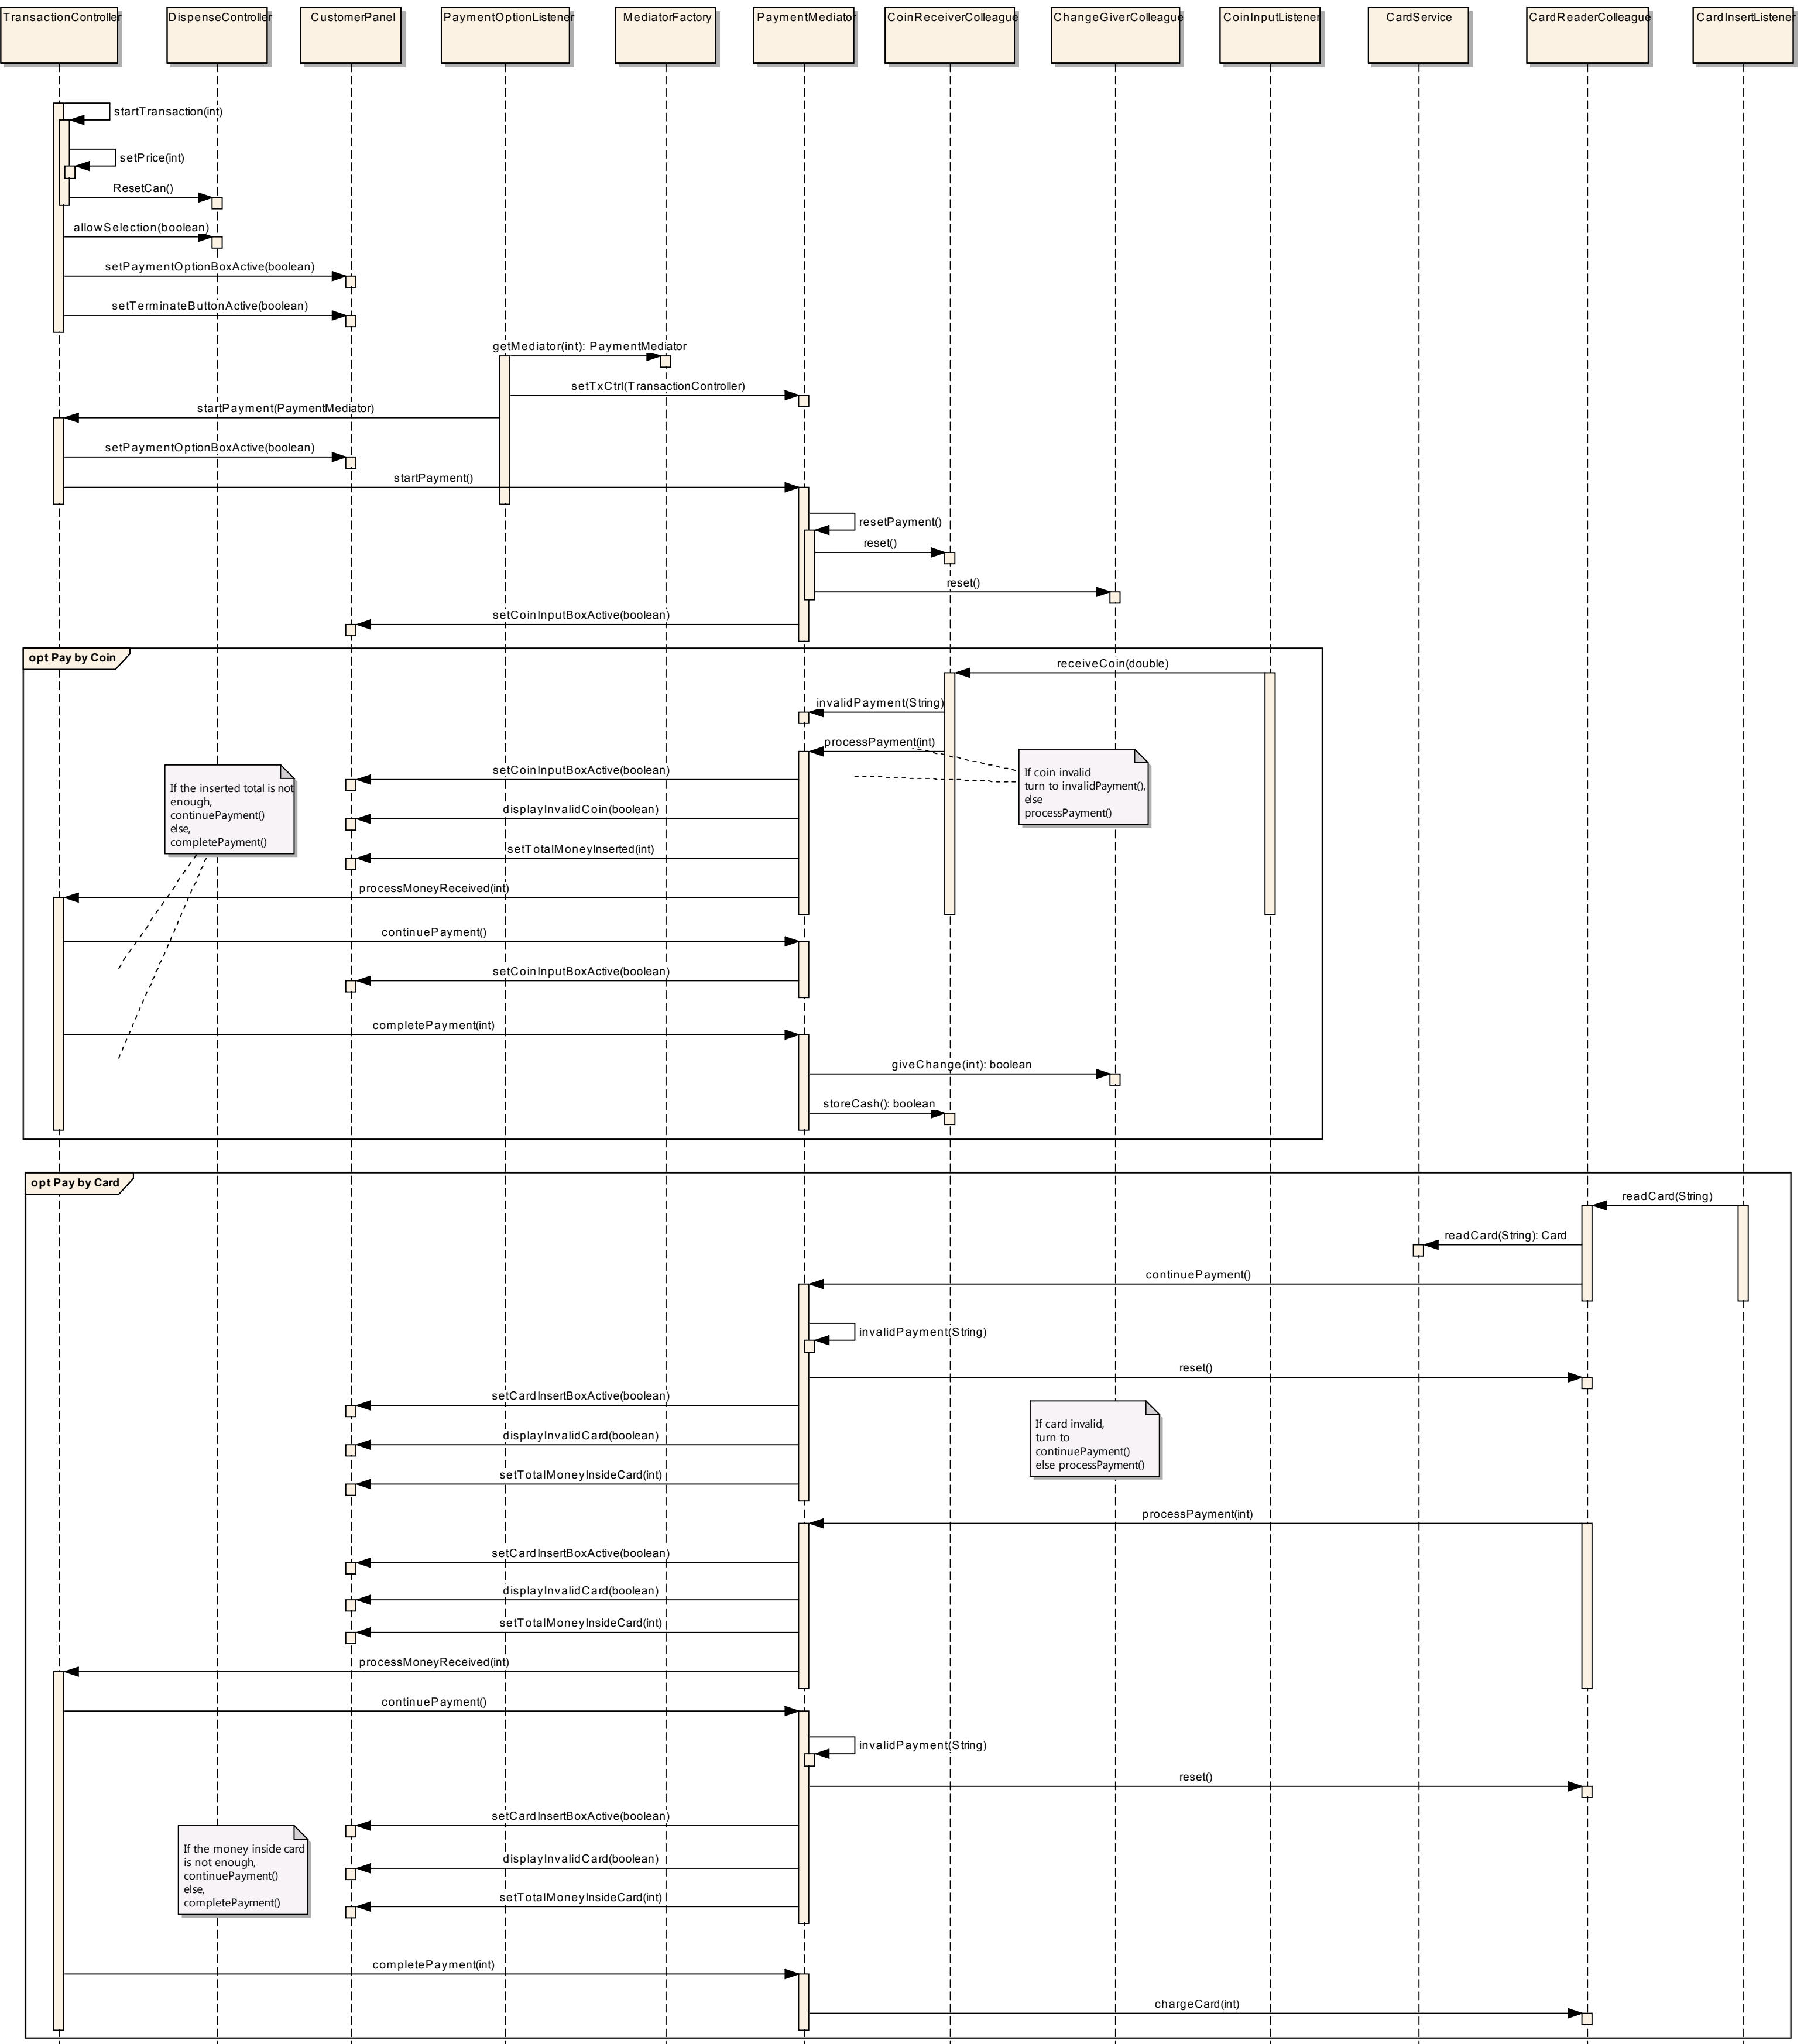 TransactionController
DispenseController
CustomerPanel
PaymentOptionListener
MediatorFactory
PaymentMediator
CoinReceiverColleague
ChangeGiverColleague
CoinInputListener
CardService
CardReaderColleague
CardInsertListener
startTransaction(int)
setPrice(int)
ResetCan()
allowSelection(boolean)
setPaymentOptionBoxActive(boolean)
setTerminateButtonActive(boolean)
getMediator(int): PaymentMediator
setTxCtrl(TransactionController)
startPayment(PaymentMediator)
setPaymentOptionBoxActive(boolean)
startPayment()
resetPayment()
reset()
reset()
setCoinInputBoxActive(boolean)
opt Pay by Coin
receiveCoin(double)
invalidPayment(String)
processPayment(int)
If coin invalid
turn to invalidPayment(),
else
processPayment()
setCoinInputBoxActive(boolean)
If the inserted total is not
enough,
continuePayment()
else,
completePayment()
displayInvalidCoin(boolean)
setTotalMoneyInserted(int)
processMoneyReceived(int)
continuePayment()
setCoinInputBoxActive(boolean)
completePayment(int)
giveChange(int): boolean
storeCash(): boolean
opt Pay by Card
readCard(String)
readCard(String): Card
continuePayment()
invalidPayment(String)
reset()
setCardInsertBoxActive(boolean)
If card invalid,
turn to
continuePayment()
else processPayment()
displayInvalidCard(boolean)
setTotalMoneyInsideCard(int)
processPayment(int)
setCardInsertBoxActive(boolean)
displayInvalidCard(boolean)
setTotalMoneyInsideCard(int)
processMoneyReceived(int)
continuePayment()
invalidPayment(String)
reset()
setCardInsertBoxActive(boolean)
If the money inside card
is not enough,
continuePayment()
else,
completePayment()
displayInvalidCard(boolean)
setTotalMoneyInsideCard(int)
completePayment(int)
chargeCard(int)